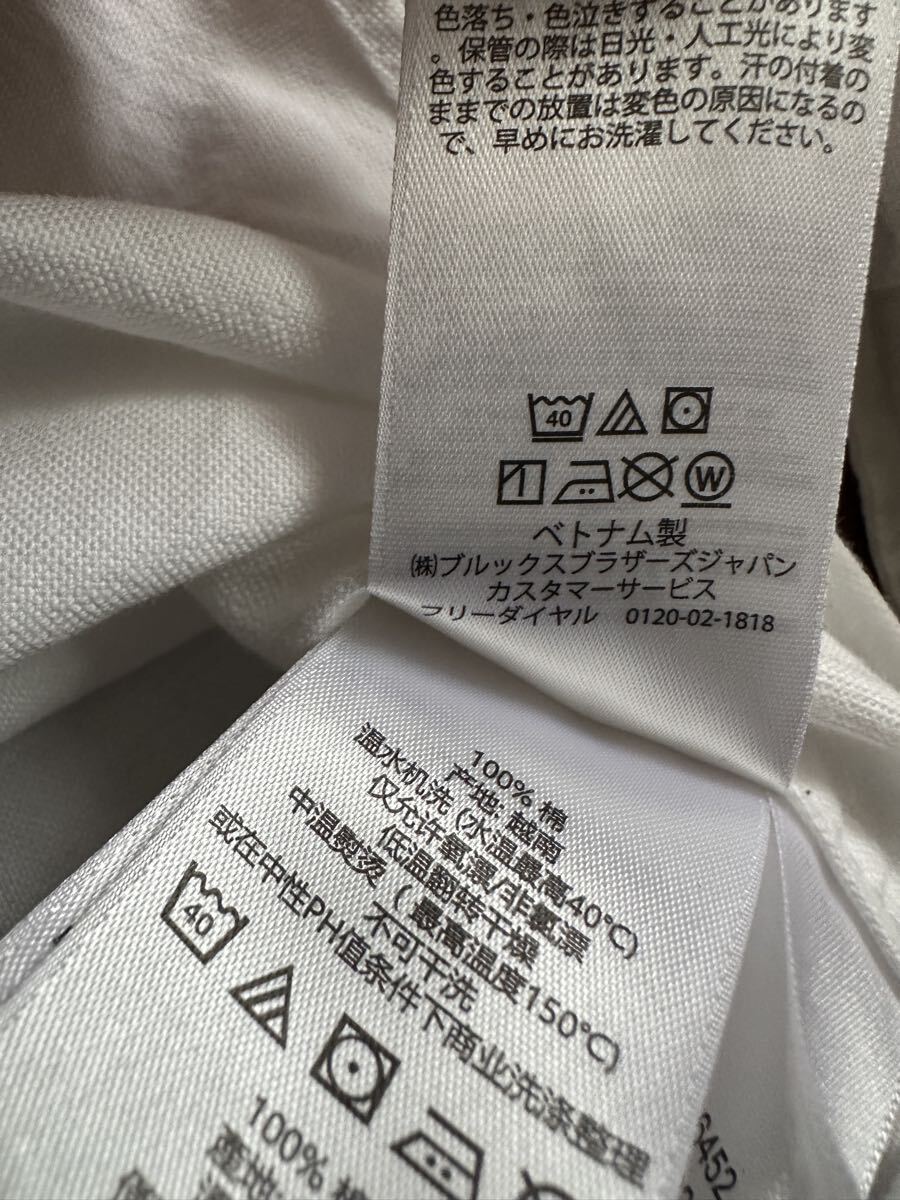 色落ち・色泣きすることがあります
。保管の際は日光・人工光により変
色することがあります。汗の付着の
ままでの放置は変色の原因になるの
で、早めにお洗濯してください。
40
W
ベトナム製
(株)ブルックスブラザーズジャパン
カスタマーサービス
フリーダイヤル 0120-02-1818
100% 棉
产地: 越南
温水机洗 (水温最高40°C)
仅允许氧漂/非氯漂
低温翻转干燥
中温熨烫 ( 最高温度150°C)
不可干洗
或在中性PH值条件下商业洗涤整理
40
100% 棉
產地:
6452